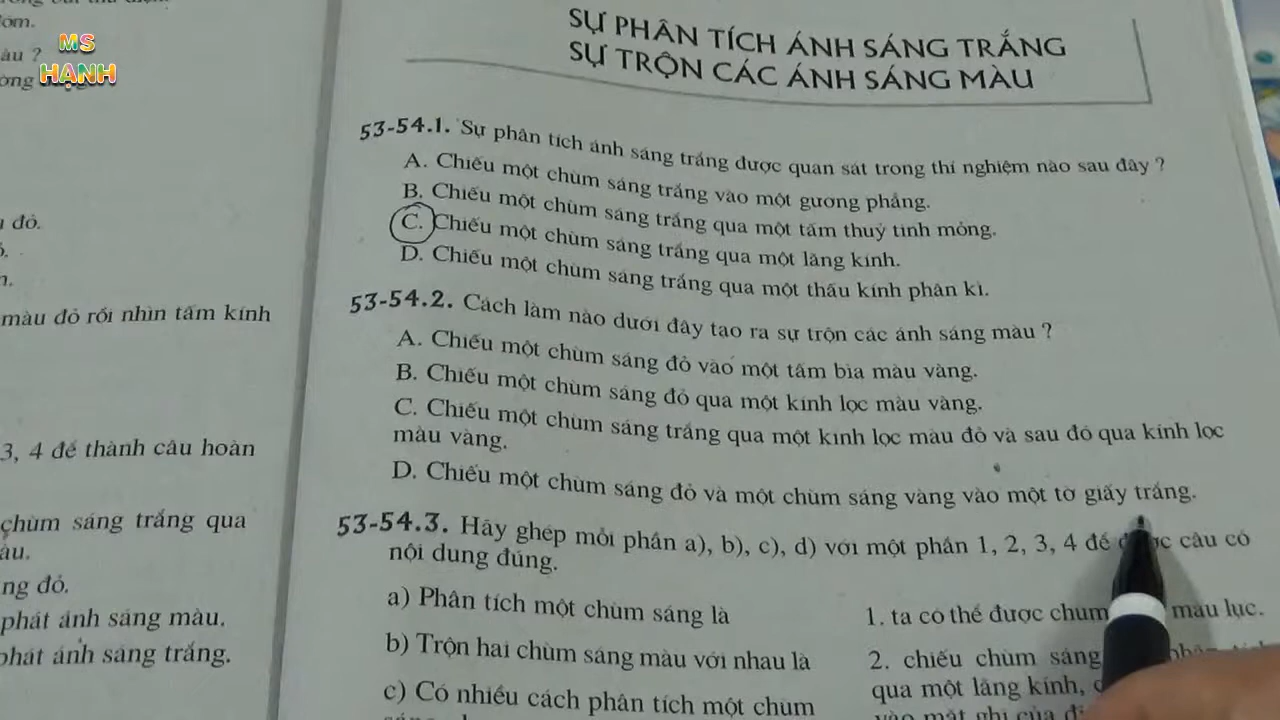 MS
HẠNH
âu ?
đỏ.
màu đỏ rồi nhìn tấm kính
3, 4 để thành câu hoàn
chùm sáng trắng qua
âu.
ng đỏ.
phát ánh sáng màu.
phát ánh sáng trắng.
SỰ PHÂN TÍCH ÁNH SÁNG TRẮNG
SỰ TRỘN CÁC ÁNH SÁNG MÀU
53-54.1. Sự phân tích ánh sáng trắng được quan sát trong thí nghiệm nào sau đây ?
A. Chiếu một chùm sáng trắng vào một gương phẳng.
B. Chiếu một chùm sáng trắng qua một tấm thuỷ tinh mỏng.
C. Chiếu một chùm sáng trắng qua một lăng kính.
D. Chiếu một chùm sáng trắng qua một thấu kính phân kì.
53-54.2. Cách làm nào dưới đây tạo ra sự trộn các ánh sáng màu ?
A. Chiếu một chùm sáng đỏ vào một tấm bìa màu vàng.
B. Chiếu một chùm sáng đỏ qua một kính lọc màu vàng.
C. Chiếu một chùm sáng trắng qua một kính lọc màu đỏ và sau đó qua kính lọc
màu vàng.
D. Chiếu một chùm sáng đỏ và một chùm sáng vàng vào một tờ giấy trắng.
53-54.3. Hãy ghép mỗi phần a), b), c), d) với một phần 1, 2, 3, 4 để được câu có
nội dung đúng.
a) Phân tích một chùm sáng là
b) Trộn hai chùm sáng màu với nhau là
c) Có nhiều cách phân tích một chùm
1. ta có thể được chùm màu lục.
2. chiếu chùm sáng
qua một lăng kính,